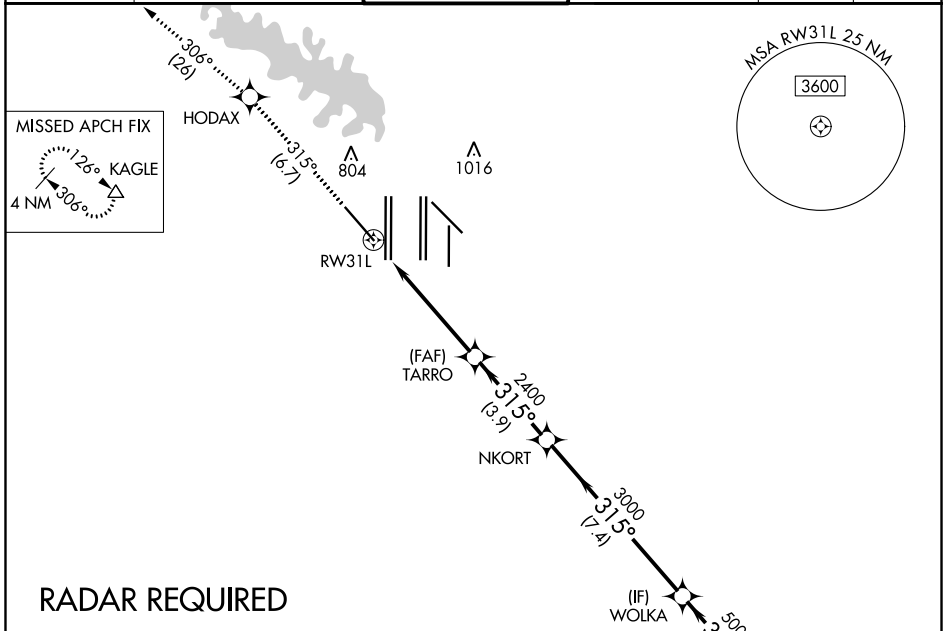 306°
(26)
HODAX
MSA RW31L 25 NM
3600
MISSED APCH FIX
126°
KAGLE
4 NM
306°
315°
(6.7)
804
1016
RW31L
(FAF)
TARRO
2400
315°
(3.9)
NKORT
3000
315°
(7.4)
(IF)
WOLKA
RADAR REQUIRED